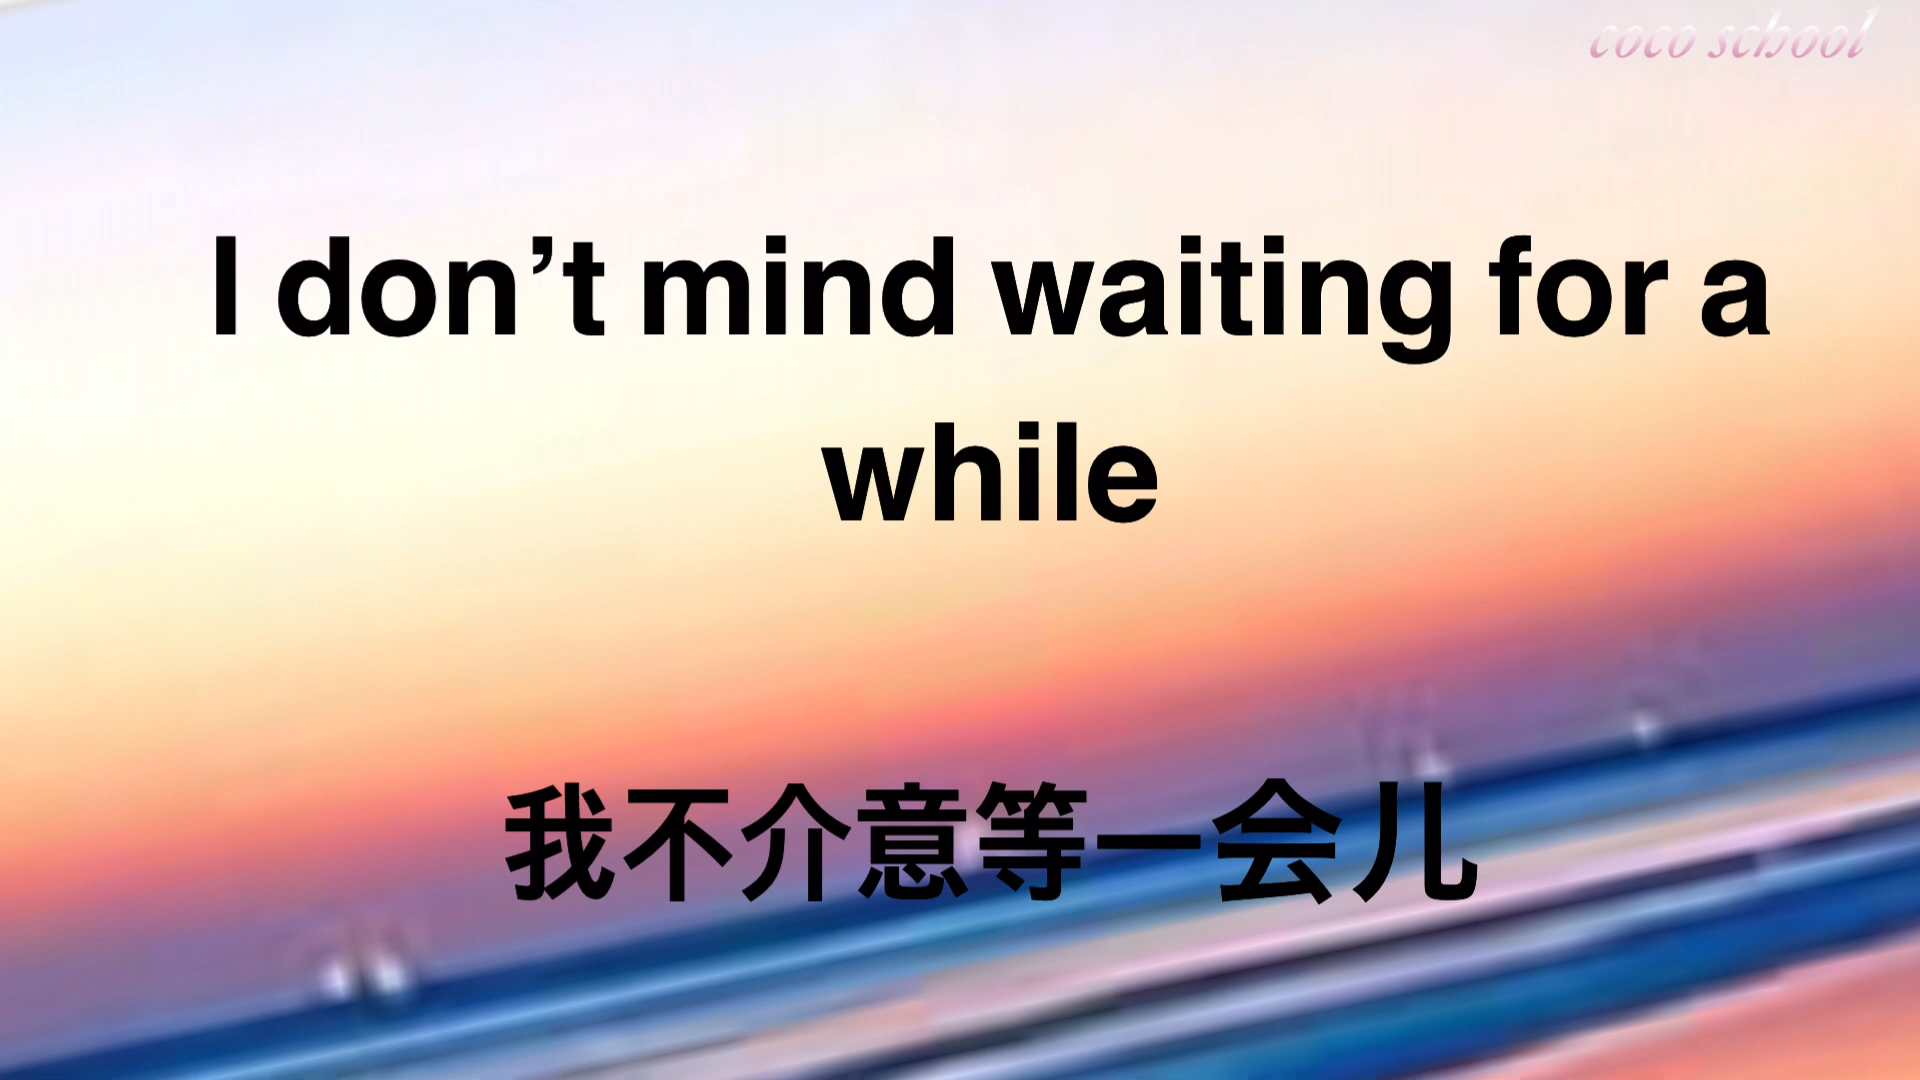 coco school
I don’t mind waiting for a
while
我不介意等一会儿